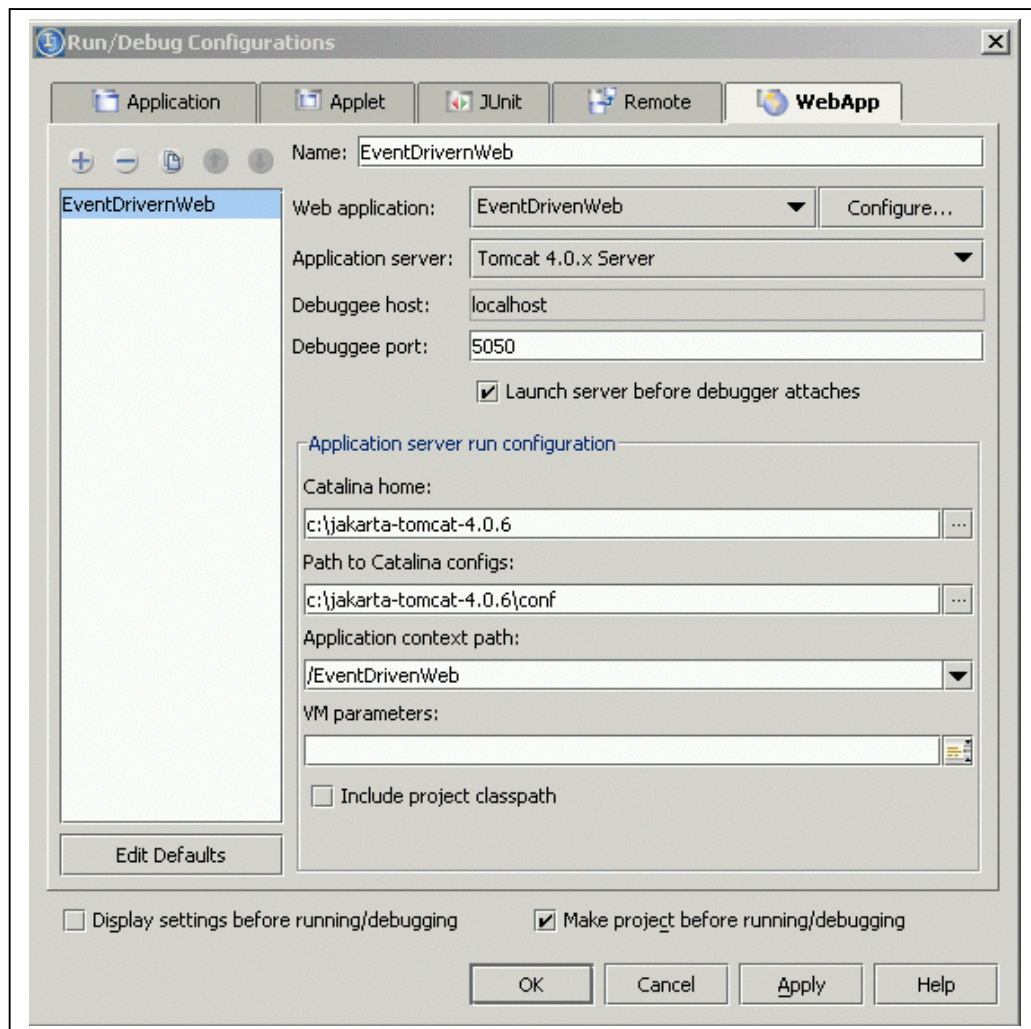 Run/Debug Configurations
Application Applet JUnit Remote WebApp
Name: EventDrivernWeb
EventDrivernWeb
Web application: EventDrivenWeb Configure...
Application server: Tomcat 4.0.x Server
Debuggee host: localhost
Debuggee port: 5050
Launch server before debugger attaches
Application server run configuration
Catalina home:
c:\jakarta-tomcat-4.0.6 ...
Path to Catalina configs:
c:\jakarta-tomcat-4.0.6\conf ...
Application context path:
/EventDrivenWeb
VM parameters:
Include project classpath
Edit Defaults
Display settings before running/debugging Make project before running/debugging
OK Cancel Apply Help